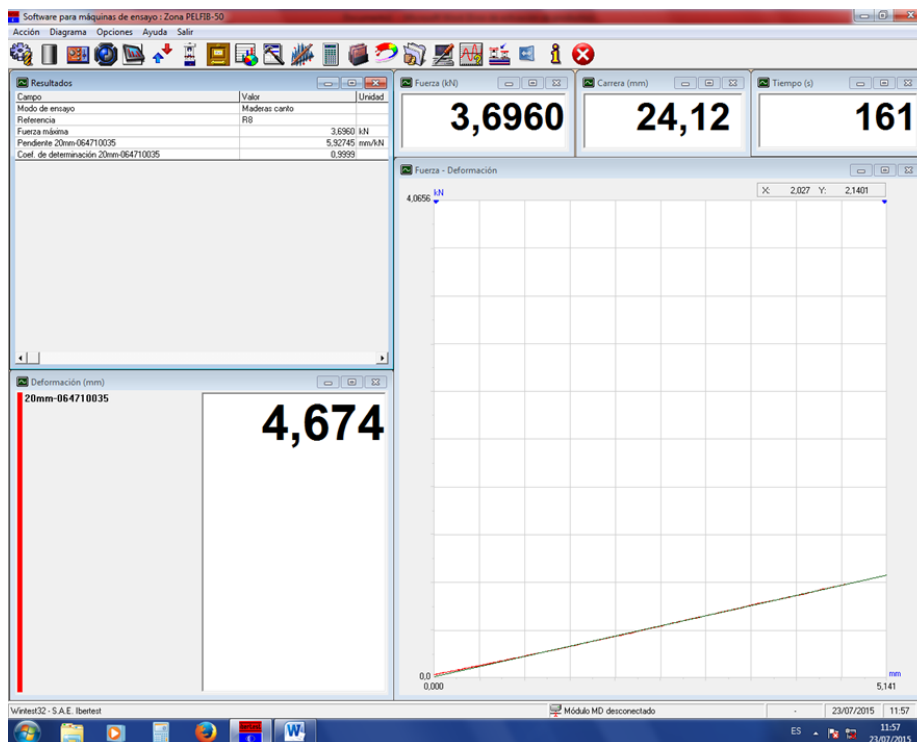 Software para máquinas de ensayo : Zona PELFIB-50
Acción Diagrama Opciones Ayuda Salir
Resultados
Campo Valor Unidad
Modo de ensayo Maderas canto
Referencia R8
Fuerza máxima 3,6960 kN
Pendiente 20mm-064710035 5,92745 mm/kN
Coef. de determinación 20mm-064710035 0,9999
Fuerza (kN)
3,6960
Carrera (mm)
24,12
Tiempo (s)
161
Fuerza - Deformación
X: 2,027 Y: 2,1401
4,0656 kN
0,0
0,000 5,141
mm
Deformación (mm)
20mm-064710035
4,674
Wintest32 - S.A.E. Ibertest Módulo MD desconectado - 23/07/2015 11:57
ES 11:57
23/07/2015